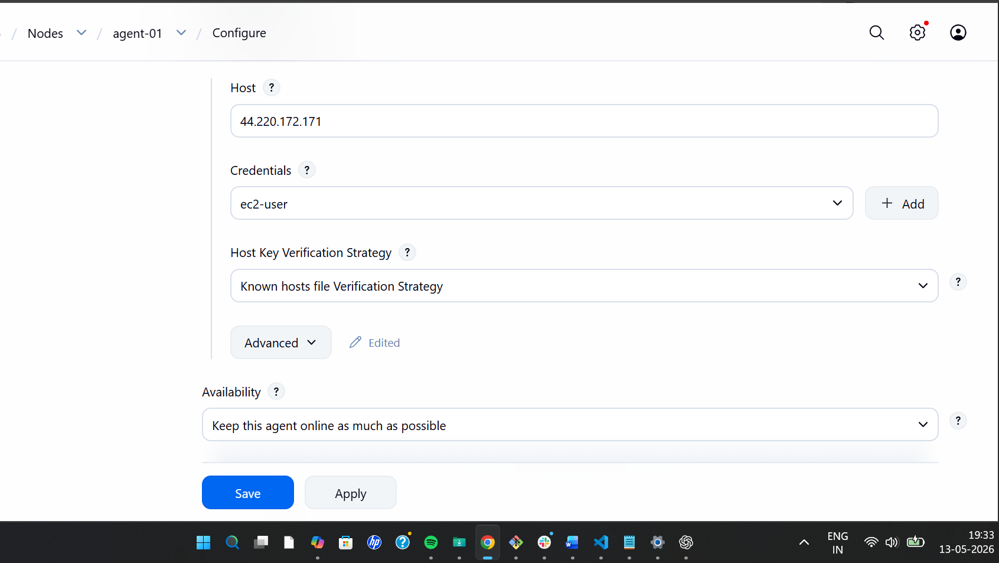 / Nodes / agent-01 / Configure
Host ?
44.220.172.171
Credentials ?
ec2-user
+ Add
Host Key Verification Strategy ?
Known hosts file Verification Strategy
?
Advanced
Edited
Availability ?
Keep this agent online as much as possible
?
Save
Apply
hp
?
W
ENG
IN
19:33
13-05-2026